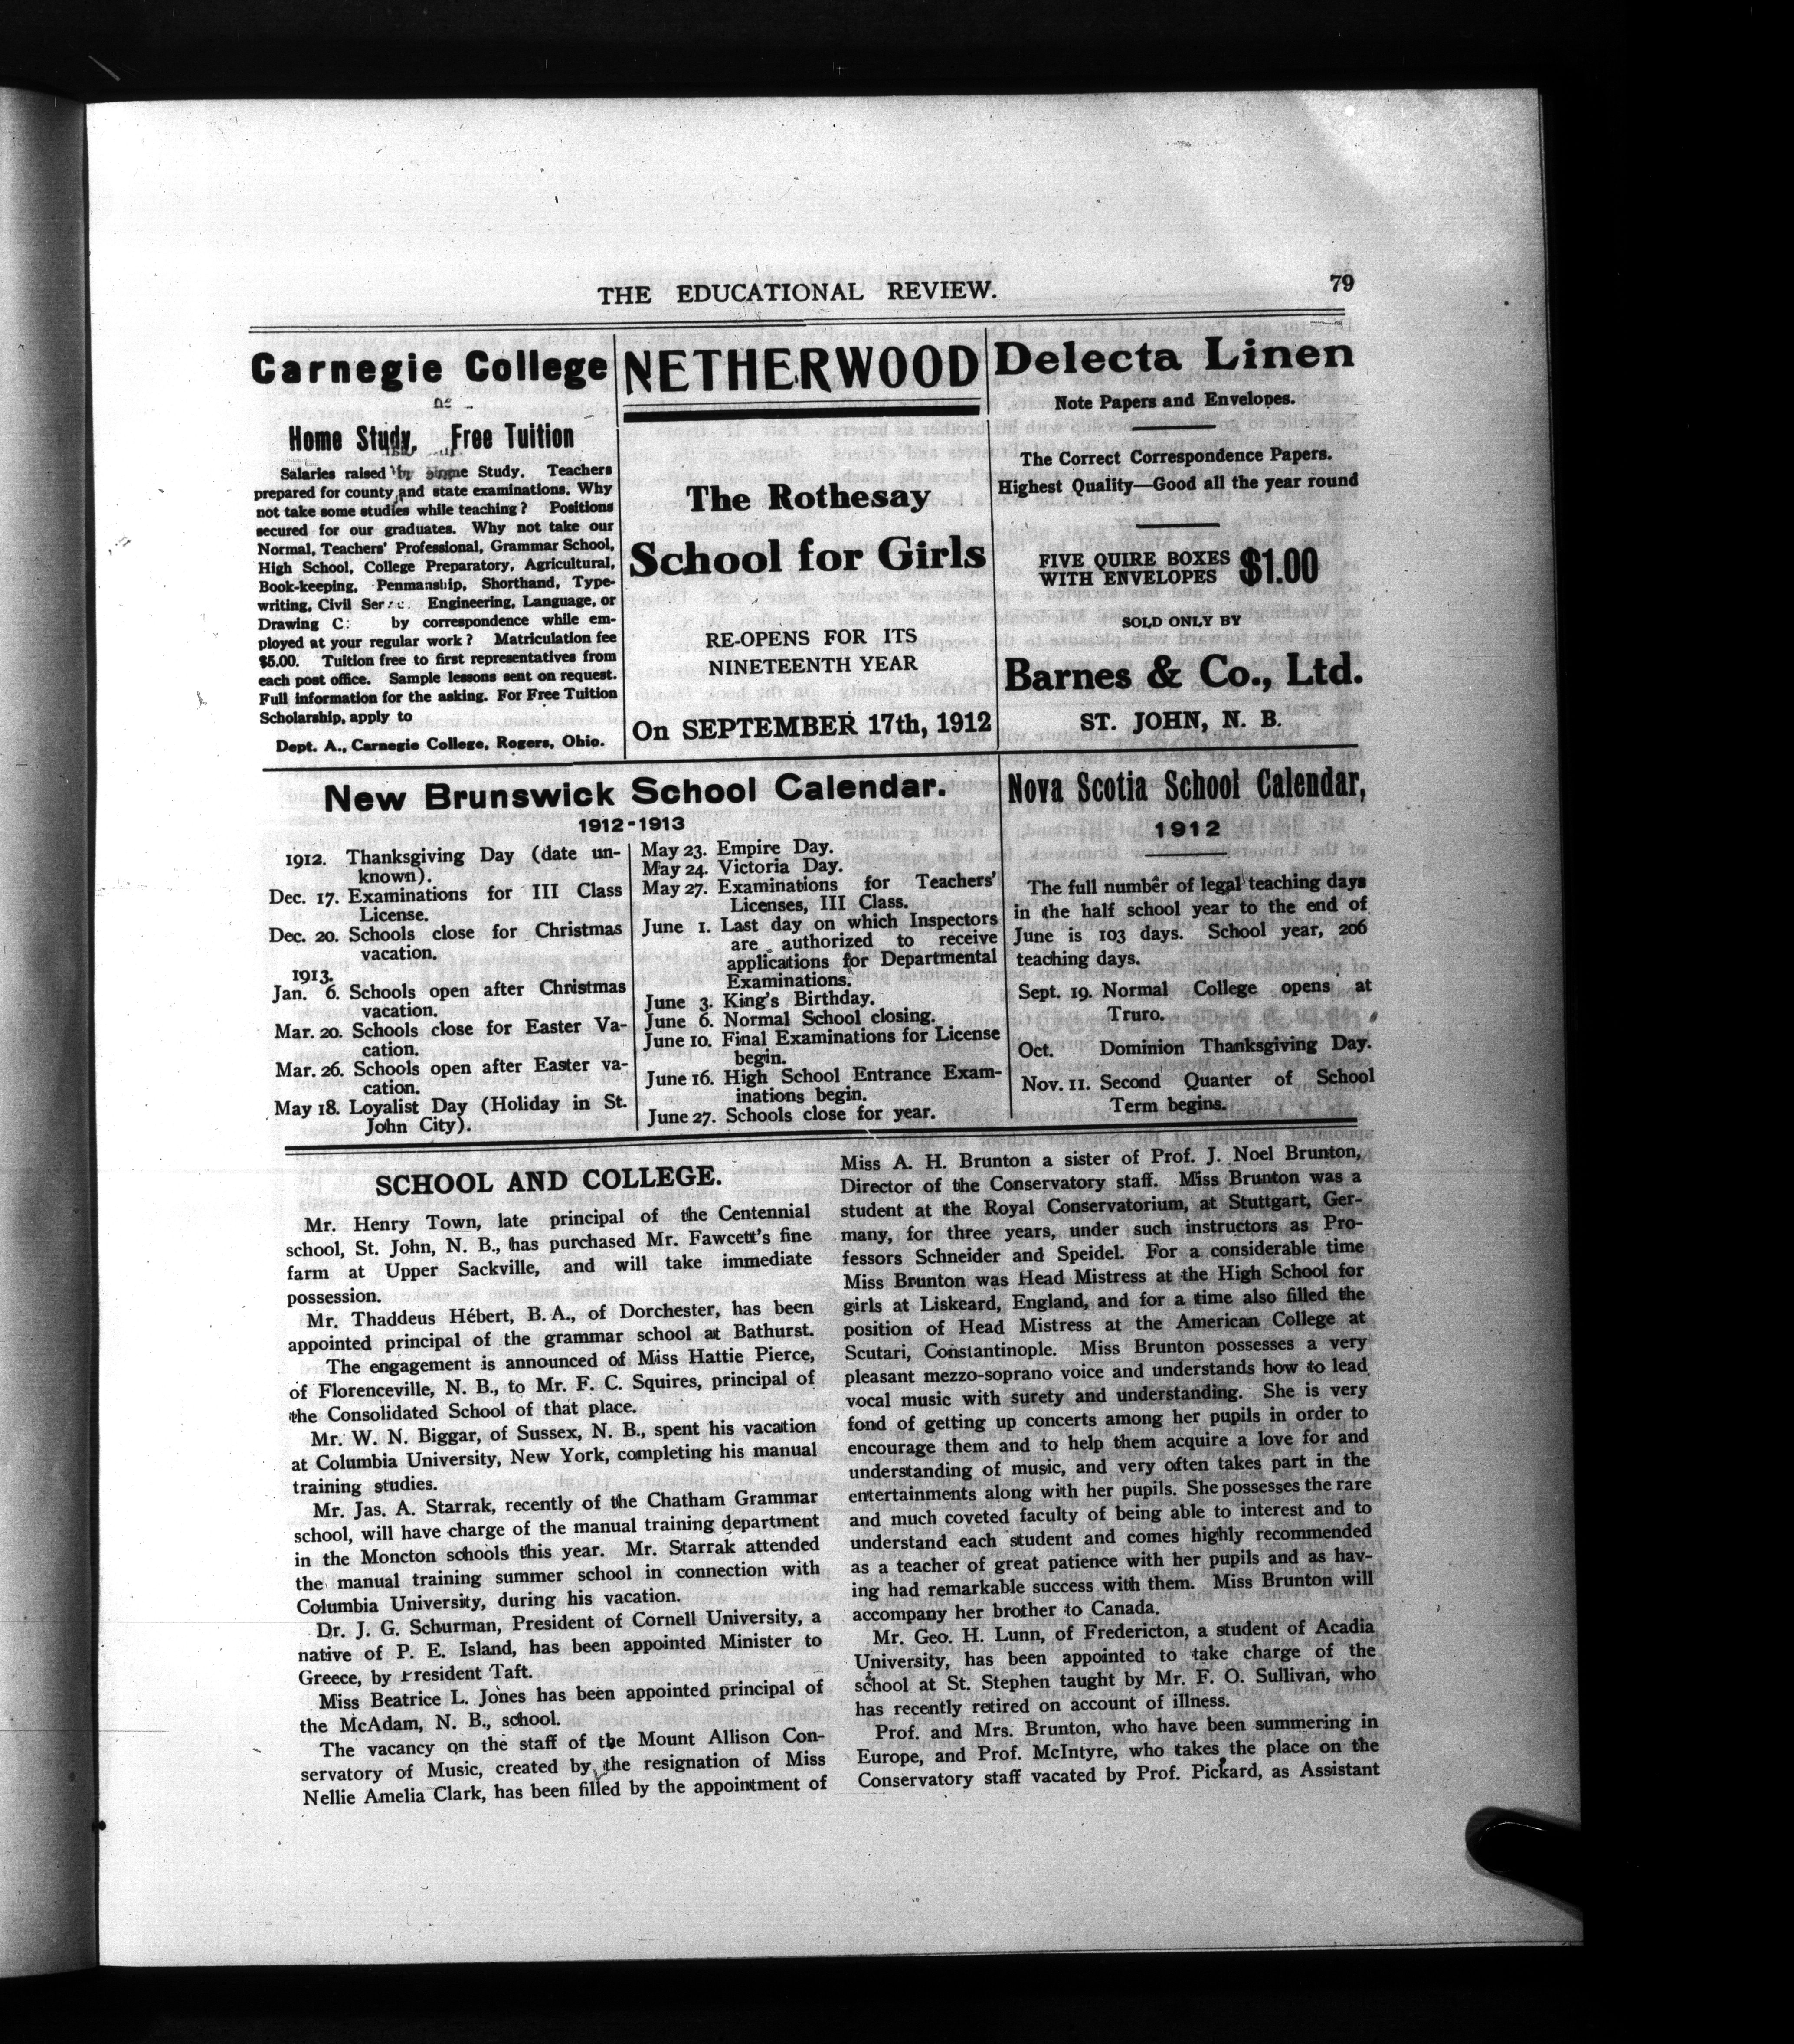 THE EDUCATIONAL REVIEW.
79
Carnegie College
Home Study. Free Tuition
Salaries raised by Home Study. Teachers
prepared for county and state examinations. Why
not take some studies while teaching? Positions
secured for our graduates. Why not take our
Normal, Teachers' Professional, Grammar School,
High School, College Preparatory, Agricultural,
Book-keeping, Penmanship, Shorthand, Type-
writing, Civil Engineering, Language, or
Drawing by correspondence while em-
ployed at your regular work? Matriculation fee
$5.00. Tuition free to first representatives from
each post office. Sample lessons sent on request.
Full information for the asking. For Free Tuition
Scholarship, apply to
Dept. A., Carnegie College, Rogers, Ohio.
NETHERWOOD
The Rothesay
School for Girls
RE-OPENS FOR ITS
NINETEENTH YEAR
On SEPTEMBER 17th, 1912
Delecta Linen
Note Papers and Envelopes.
The Correct Correspondence Papers.
Highest Quality—Good all the year round
FIVE QUIRE BOXES
WITH ENVELOPES $1.00
SOLD ONLY BY
Barnes & Co., Ltd.
ST. JOHN, N. B.
New Brunswick School Calendar.
1912-1913
1912. Thanksgiving Day (date un-
known).
Dec. 17. Examinations for III Class
License.
Dec. 20. Schools close for Christmas
vacation.
1913.
Jan. 6. Schools open after Christmas
vacation.
Mar. 20. Schools close for Easter Va-
cation.
Mar. 26. Schools open after Easter va-
cation.
May 18. Loyalist Day (Holiday in St.
John City).
May 23. Empire Day.
May 24. Victoria Day.
May 27. Examinations for Teachers'
Licenses, III Class.
June 1. Last day on which Inspectors
are authorized to receive
applications for Departmental
Examinations.
June 3. King's Birthday.
June 6. Normal School closing.
June 10. Final Examinations for License
begin.
June 16. High School Entrance Exam-
inations begin.
June 27. Schools close for year.
Nova Scotia School Calendar,
1912
The full number of legal teaching days
in the half school year to the end of
June is 103 days. School year, 206
teaching days.
Sept. 19. Normal College opens at
Truro.
Oct. Dominion Thanksgiving Day.
Nov. 11. Second Quarter of School
Term begins.
SCHOOL AND COLLEGE.
Mr. Henry Town, late principal of the Centennial
school, St. John, N. B., has purchased Mr. Fawcett's fine
farm at Upper Sackville, and will take immediate
possession.
Mr. Thaddeus Hébert, B. A., of Dorchester, has been
appointed principal of the grammar school at Bathurst.
The engagement is announced of Miss Hattie Pierce,
of Florenceville, N. B., to Mr. F. C. Squires, principal of
the Consolidated School of that place.
Mr. W. N. Biggar, of Sussex, N. B., spent his vacation
at Columbia University, New York, completing his manual
training studies.
Mr. Jas. A. Starrak, recently of the Chatham Grammar
school, will have charge of the manual training department
in the Moncton schools this year. Mr. Starrak attended
the manual training summer school in connection with
Columbia University, during his vacation.
Dr. J. G. Schurman, President of Cornell University, a
native of P. E. Island, has been appointed Minister to
Greece, by President Taft.
Miss Beatrice L. Jones has been appointed principal of
the McAdam, N. B., school.
The vacancy on the staff of the Mount Allison Con-
servatory of Music, created by the resignation of Miss
Nellie Amelia Clark, has been filled by the appointment of
Miss A. H. Brunton a sister of Prof. J. Noel Brunton,
Director of the Conservatory staff. Miss Brunton was a
student at the Royal Conservatorium, at Stuttgart, Ger-
many, for three years, under such instructors as Pro-
fessors Schneider and Speidel. For a considerable time
Miss Brunton was Head Mistress at the High School for
girls at Liskeard, England, and for a time also filled the
position of Head Mistress at the American College at
Scutari, Constantinople. Miss Brunton possesses a very
pleasant mezzo-soprano voice and understands how to lead
vocal music with surety and understanding. She is very
fond of getting up concerts among her pupils in order to
encourage them and to help them acquire a love for and
understanding of music, and very often takes part in the
entertainments along with her pupils. She possesses the rare
and much coveted faculty of being able to interest and to
understand each student and comes highly recommended
as a teacher of great patience with her pupils and as hav-
ing had remarkable success with them. Miss Brunton will
accompany her brother to Canada.
Mr. Geo. H. Lunn, of Fredericton, a student of Acadia
University, has been appointed to take charge of the
school at St. Stephen taught by Mr. F. O. Sullivan, who
has recently retired on account of illness.
Prof. and Mrs. Brunton, who have been summering in
Europe, and Prof. McIntyre, who takes the place on the
Conservatory staff vacated by Prof. Pickard, as Assistant